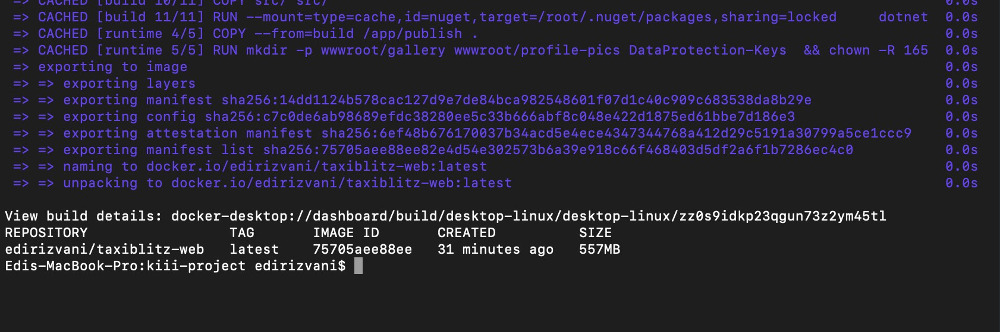 => CACHED [build 10/11] COPY src/ src/ 0.0s
=> CACHED [build 11/11] RUN --mount=type=cache,id=nuget,target=/root/.nuget/packages,sharing=locked dotnet 0.0s
=> CACHED [runtime 4/5] COPY --from=build /app/publish . 0.0s
=> CACHED [runtime 5/5] RUN mkdir -p wwwroot/gallery wwwroot/profile-pics DataProtection-Keys && chown -R 165 0.0s
=> exporting to image 0.0s
=> => exporting layers 0.0s
=> => exporting manifest sha256:14dd1124b578cac127d9e7de84bca982548601f07d1c40c909c683538da8b29e 0.0s
=> => exporting config sha256:c7c0de6ab98689efdc38280ee5c33b666abf8c048e422d1875ed61bbe7d186e3 0.0s
=> => exporting attestation manifest sha256:6ef48b676170037b34acd5e4ece4347344768a412d29c5191a30799a5ce1ccc9 0.0s
=> => exporting manifest list sha256:75705aee88ee82e4d54e302573b6a39e918c66f468403d5df2a6f1b7286ec4c0 0.0s
=> => naming to docker.io/edirizvani/taxiblitz-web:latest 0.0s
=> => unpacking to docker.io/edirizvani/taxiblitz-web:latest 0.0s
View build details: docker-desktop://dashboard/build/desktop-linux/desktop-linux/zz0s9idkp23qgun73z2ym45tl
REPOSITORY TAG IMAGE ID CREATED SIZE
edirizvani/taxiblitz-web latest 75705aee88ee 31 minutes ago 557MB
Edis-MacBook-Pro:kiii-project edirizvani$